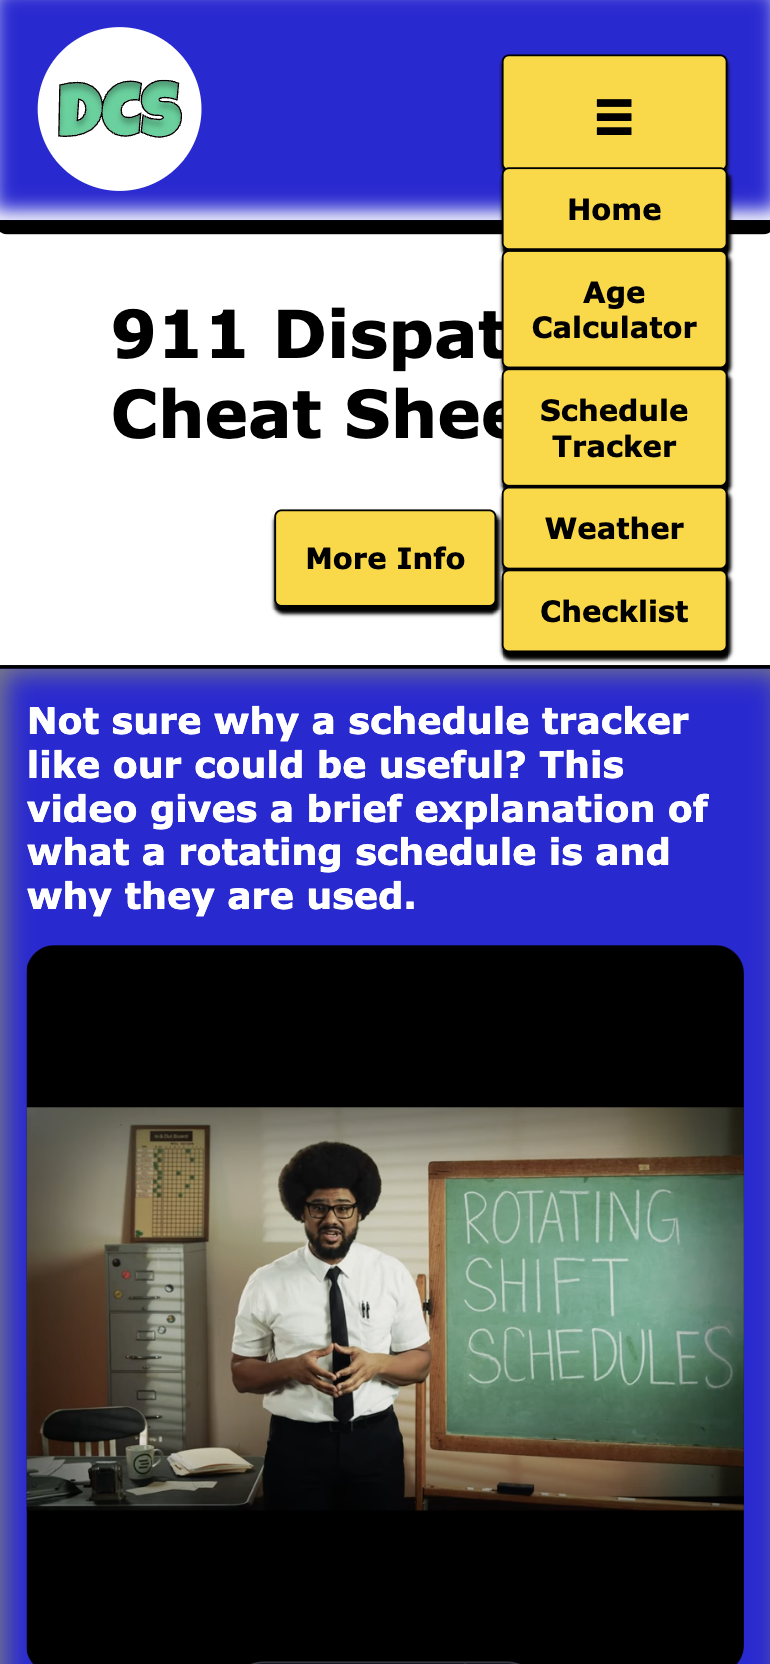 DCS
☰
Home
Age
Calculator
Schedule
Tracker
Weather
Checklist
911 Dispat
Cheat Shee
More Info
Not sure why a schedule tracker
like our could be useful? This
video gives a brief explanation of
what a rotating schedule is and
why they are used.
ROTATING
SHIFT
SCHEDULES